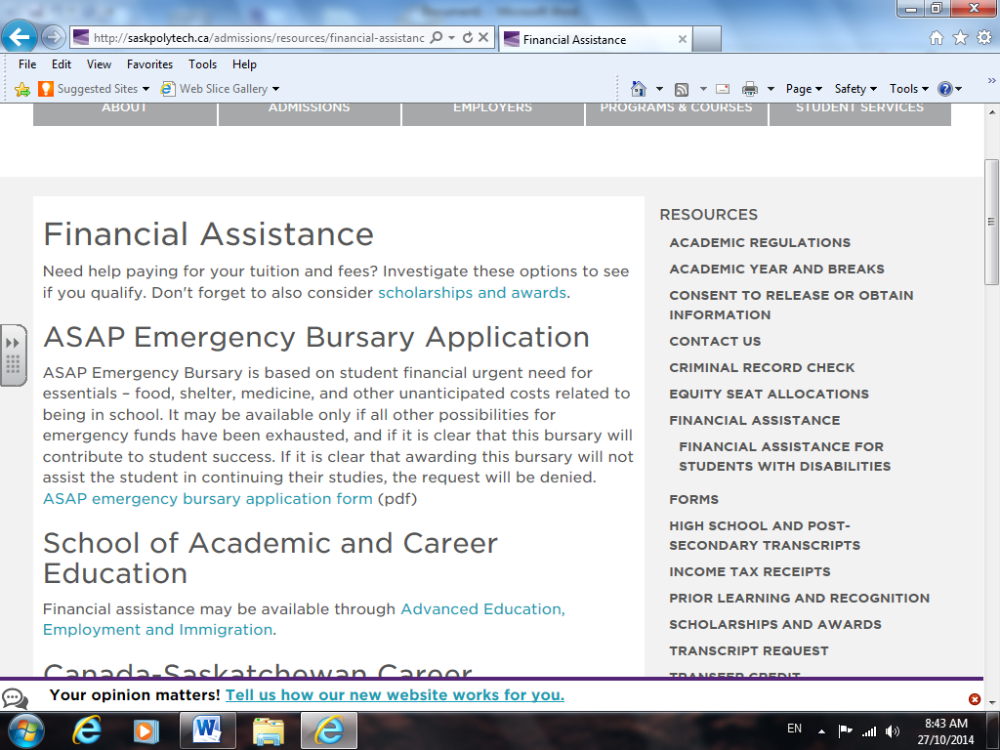 Document1 - Microsoft Word
http://saskpolytech.ca/admissions/resources/financial-assistanc
Financial Assistance
File Edit View Favorites Tools Help
Suggested Sites Web Slice Gallery
Page Safety Tools
ABOUT ADMISSIONS EMPLOYERS PROGRAMS & COURSES STUDENT SERVICES
Financial Assistance
Need help paying for your tuition and fees? Investigate these options to see
if you qualify. Don't forget to also consider scholarships and awards.
ASAP Emergency Bursary Application
ASAP Emergency Bursary is based on student financial urgent need for
essentials – food, shelter, medicine, and other unanticipated costs related to
being in school. It may be available only if all other possibilities for
emergency funds have been exhausted, and if it is clear that this bursary will
contribute to student success. If it is clear that awarding this bursary will not
assist the student in continuing their studies, the request will be denied.
ASAP emergency bursary application form (pdf)
School of Academic and Career
Education
Financial assistance may be available through Advanced Education,
Employment and Immigration.
Canada-Saskatchewan Career
RESOURCES
ACADEMIC REGULATIONS
ACADEMIC YEAR AND BREAKS
CONSENT TO RELEASE OR OBTAIN
INFORMATION
CONTACT US
CRIMINAL RECORD CHECK
EQUITY SEAT ALLOCATIONS
FINANCIAL ASSISTANCE
FINANCIAL ASSISTANCE FOR
STUDENTS WITH DISABILITIES
FORMS
HIGH SCHOOL AND POST-
SECONDARY TRANSCRIPTS
INCOME TAX RECEIPTS
PRIOR LEARNING AND RECOGNITION
SCHOLARSHIPS AND AWARDS
TRANSCRIPT REQUEST
TRANSFER CREDIT
Your opinion matters! Tell us how our new website works for you.
EN
8:43 AM
27/10/2014